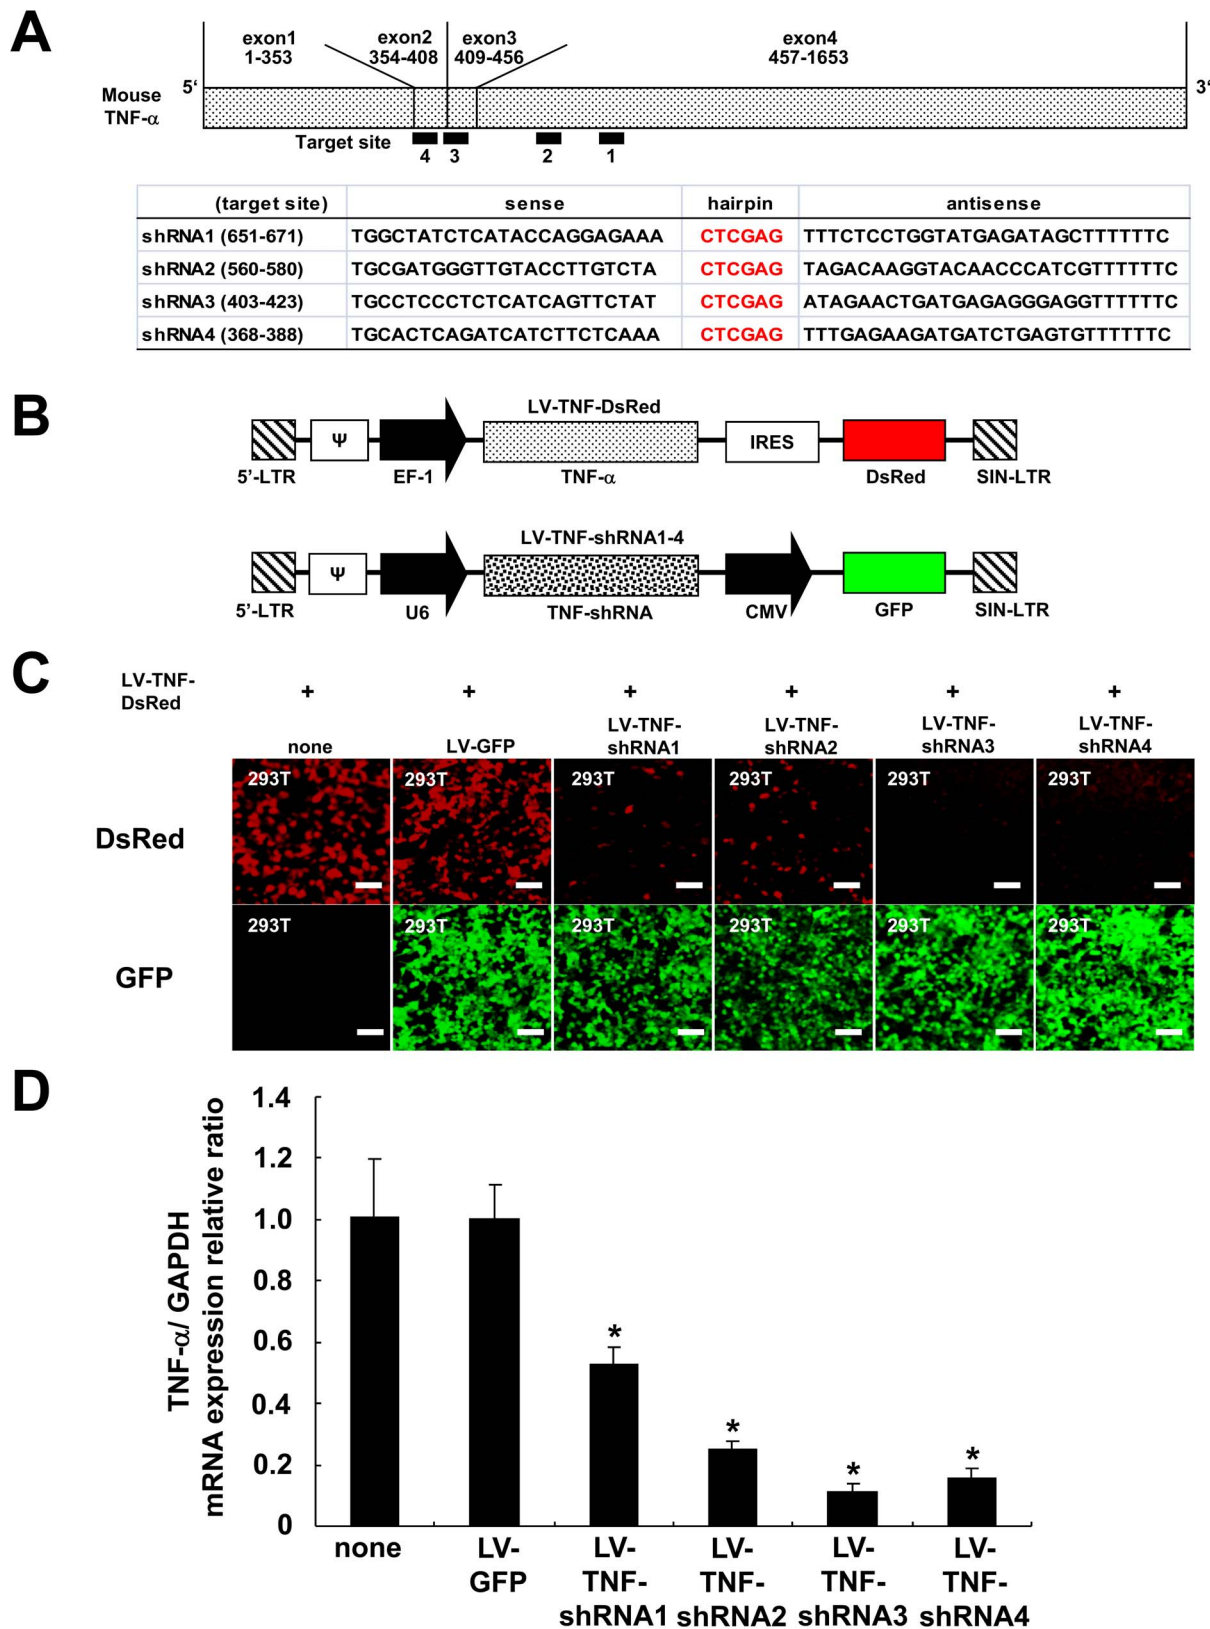 A
exon1 exon2 exon3 exon4
1-353 354-408 409-456 457-1653
5‘ 3‘
Mouse
TNF-α
Target site
4 3 2 1
(target site) sense hairpin antisense
shRNA1 (651-671) TGGCTATCTCATACCAGGAGAAA CTCGAG TTTCTCCTGGTATGAGATAGCTTTTTTC
shRNA2 (560-580) TGCGATGGGTTGTACCTTGTCTA CTCGAG TAGACAAGGTACAACCCATCGTTTTTTC
shRNA3 (403-423) TGCCTCCCTCTCATCAGTTCTAT CTCGAG ATAGAACTGATGAGAGGGAGGTTTTTTC
shRNA4 (368-388) TGCACTCAGATCATCTTCTCAAA CTCGAG TTTGAGAAGATGATCTGAGTGTTTTTTC
B
LV-TNF-DsRed
Ψ IRES
5’-LTR EF-1 TNF-α DsRed SIN-LTR
LV-TNF-shRNA1-4
Ψ
5’-LTR U6 TNF-shRNA CMV GFP SIN-LTR
C
LV-TNF-
DsRed
+ + + + + +
none LV-GFP LV-TNF-
shRNA1 LV-TNF-
shRNA2 LV-TNF-
shRNA3 LV-TNF-
shRNA4
DsRed
293T 293T 293T 293T 293T 293T
GFP
293T 293T 293T 293T 293T 293T
D
TNF-α/ GAPDH
mRNA expression relative ratio
1.4
1.2
1.0
0.8
0.6
0.4
0.2
0
* * * *
none LV-
GFP LV-
TNF-
shRNA1 LV-
TNF-
shRNA2 LV-
TNF-
shRNA3 LV-
TNF-
shRNA4